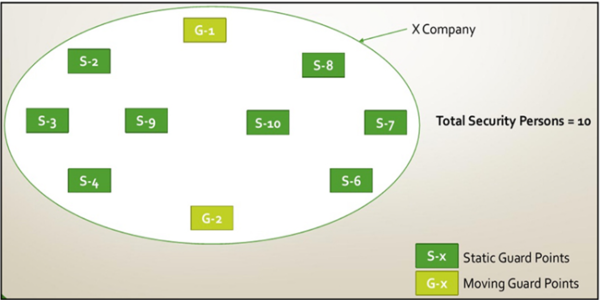 G-1
X Company
S-2
S-8
S-3
S-9
S-10
S-7
Total Security Persons = 10
S-4
S-6
G-2
S-x Static Guard Points
G-x Moving Guard Points